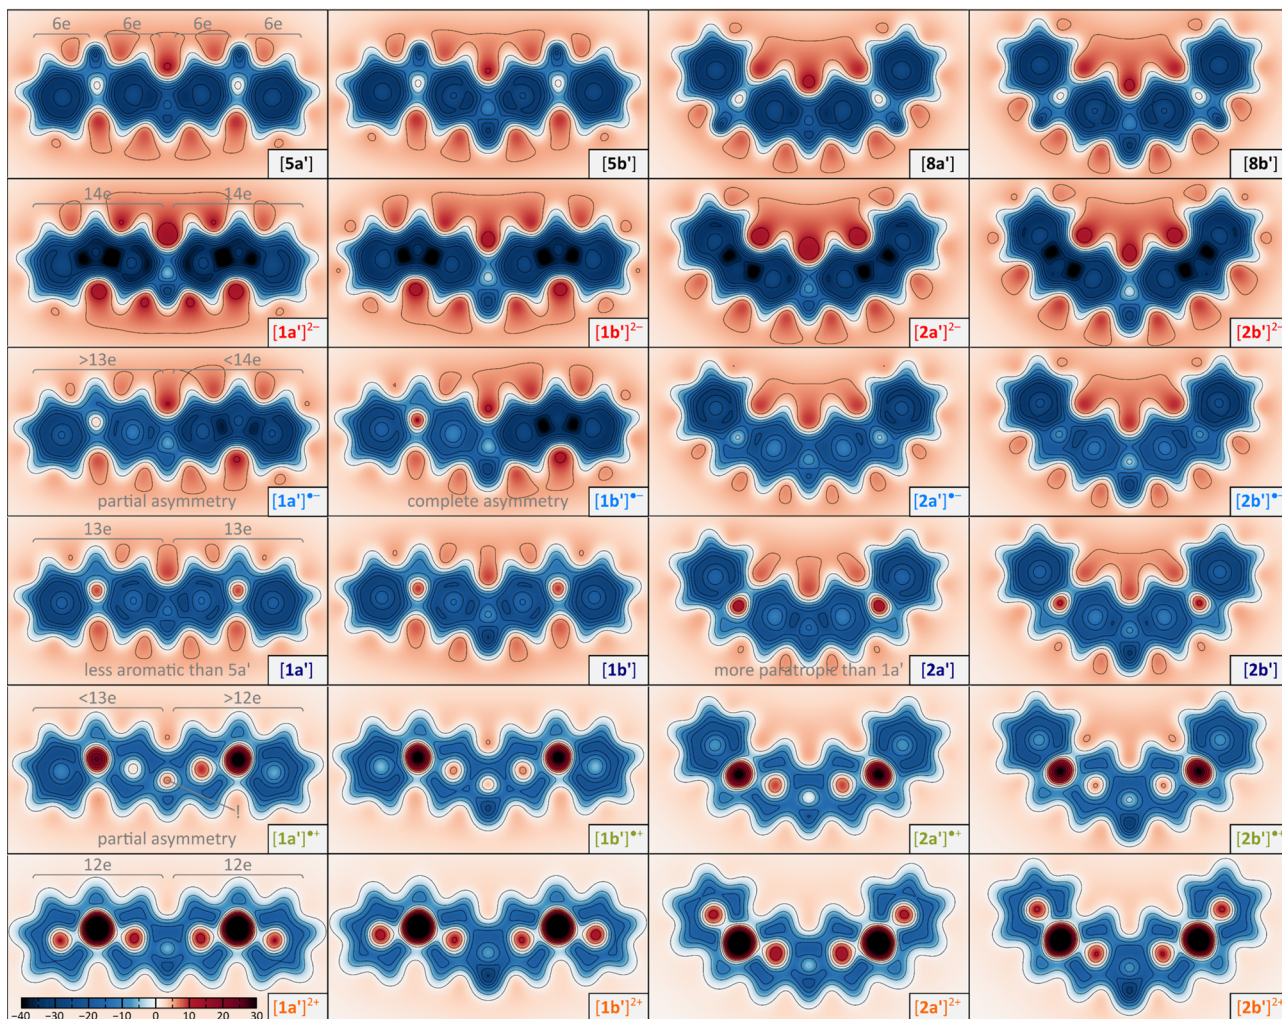 6e 6e 6e 6e
[5a'] [5b'] [8a'] [8b']
14e 14e
[1a']²⁻ [1b']²⁻ [2a']²⁻ [2b']²⁻
>13e <14e
partial asymmetry [1a']•⁻ complete asymmetry [1b']•⁻ [2a']•⁻ [2b']•⁻
13e 13e
less aromatic than 5a' [1a'] [1b'] more paratropic than 1a' [2a'] [2b']
<13e >12e
!
partial asymmetry [1a']•⁺ [1b']•⁺ [2a']•⁺ [2b']•⁺
12e 12e
[1a']²⁺ [1b']²⁺ [2a']²⁺ [2b']²⁺
−40 −30 −20 −10 0 10 20 30